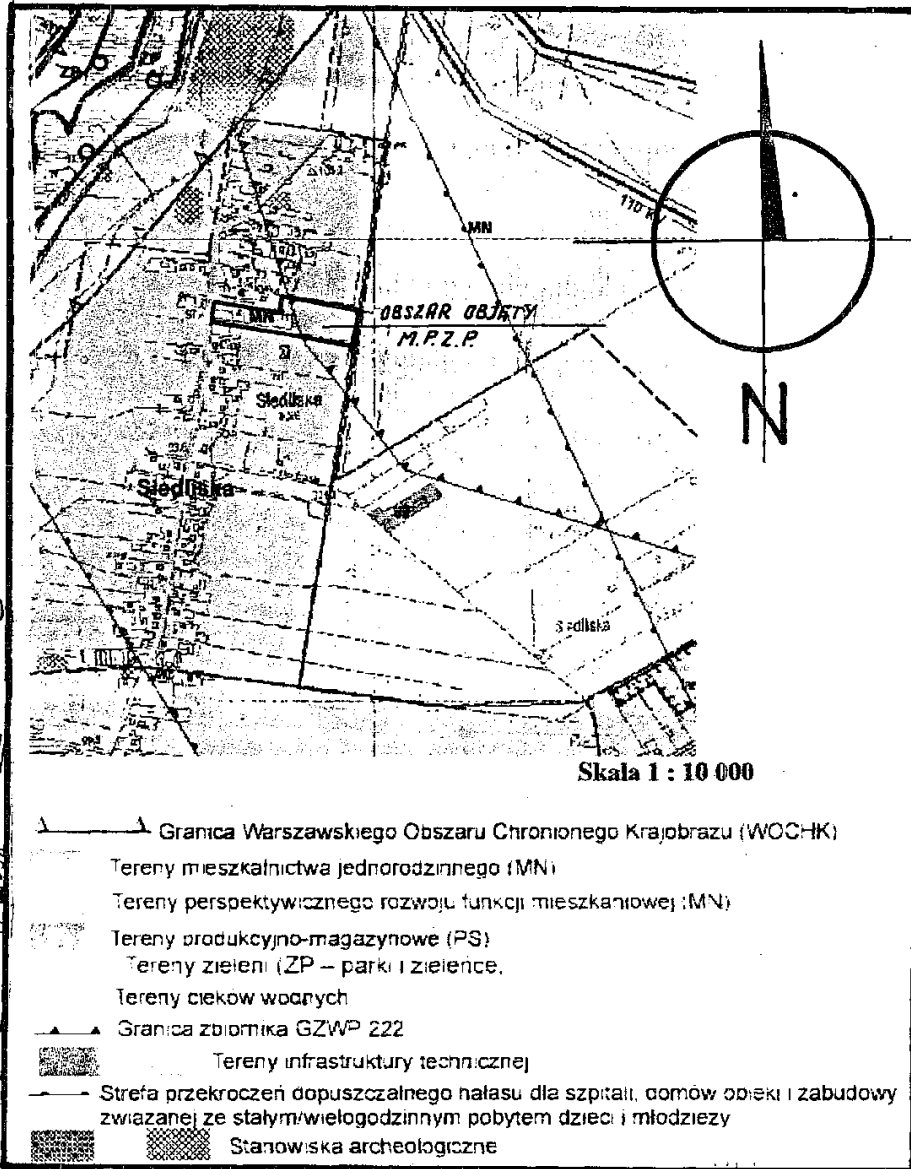 ZP
ZP
110 KV
MN
OBSZAR OBJĘTY
M.P.Z.P.
MN
Siedliska
Siedliska
Siedliska
N
Skala 1 : 10 000
Granica Warszawskiego Obszaru Chronionego Krajobrazu (WOCHK)
Tereny mieszkalnictwa jednorodzinnego (MN)
Tereny perspektywicznego rozwoju funkcji mieszkaniowej (MN)
Tereny produkcyjno-magazynowe (PS)
Tereny zieleni (ZP – parki i zieleńce,
Tereny cieków wodnych
Granica zbiornika GZWP 222
Tereny infrastruktury technicznej
Strefa przekroczeń dopuszczalnego hałasu dla szpitali, domów opieki i zabudowy
związanej ze stałym/wielogodzinnym pobytem dzieci i młodzieży
Stanowiska archeologiczne